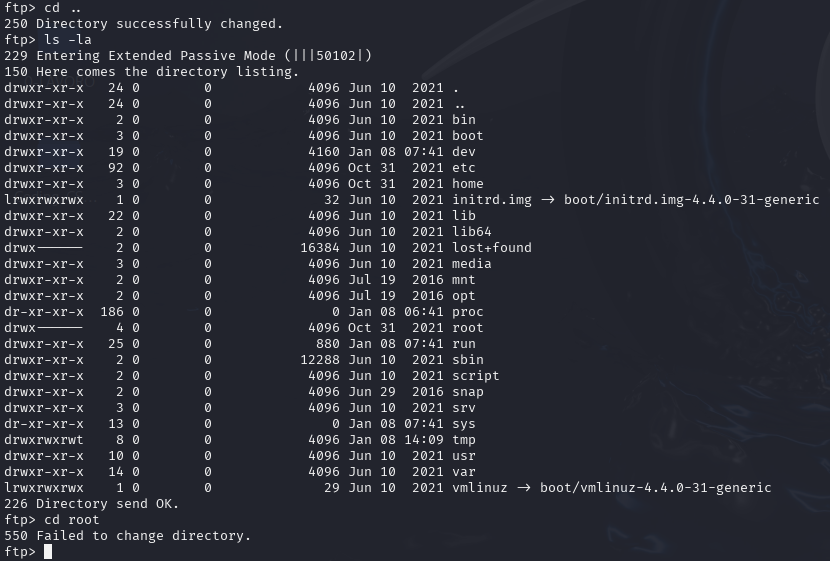 ftp> cd ..
250 Directory successfully changed.
ftp> ls -la
229 Entering Extended Passive Mode (|||50102|)
150 Here comes the directory listing.
drwxr-xr-x   24 0        0            4096 Jun 10  2021 .
drwxr-xr-x   24 0        0            4096 Jun 10  2021 ..
drwxr-xr-x    2 0        0            4096 Jun 10  2021 bin
drwxr-xr-x    3 0        0            4096 Jun 10  2021 boot
drwxr-xr-x   19 0        0            4160 Jan 08 07:41 dev
drwxr-xr-x   92 0        0            4096 Oct 31  2021 etc
drwxr-xr-x    3 0        0            4096 Oct 31  2021 home
lrwxrwxrwx    1 0        0              32 Jun 10  2021 initrd.img -> boot/initrd.img-4.4.0-31-generic
drwxr-xr-x   22 0        0            4096 Jun 10  2021 lib
drwxr-xr-x    2 0        0            4096 Jun 10  2021 lib64
drwx------    2 0        0           16384 Jun 10  2021 lost+found
drwxr-xr-x    3 0        0            4096 Jun 10  2021 media
drwxr-xr-x    2 0        0            4096 Jul 19  2016 mnt
drwxr-xr-x    2 0        0            4096 Jul 19  2016 opt
dr-xr-xr-x  186 0        0               0 Jan 08 06:41 proc
drwx------    4 0        0            4096 Oct 31  2021 root
drwxr-xr-x   25 0        0             880 Jan 08 07:41 run
drwxr-xr-x    2 0        0           12288 Jun 10  2021 sbin
drwxr-xr-x    2 0        0            4096 Jun 10  2021 script
drwxr-xr-x    2 0        0            4096 Jun 29  2016 snap
drwxr-xr-x    3 0        0            4096 Jun 10  2021 srv
dr-xr-xr-x   13 0        0               0 Jan 08 07:41 sys
drwxrwxrwt    8 0        0            4096 Jan 08 14:09 tmp
drwxr-xr-x   10 0        0            4096 Jun 10  2021 usr
drwxr-xr-x   14 0        0            4096 Jun 10  2021 var
lrwxrwxrwx    1 0        0              29 Jun 10  2021 vmlinuz -> boot/vmlinuz-4.4.0-31-generic
226 Directory send OK.
ftp> cd root
550 Failed to change directory.
ftp>